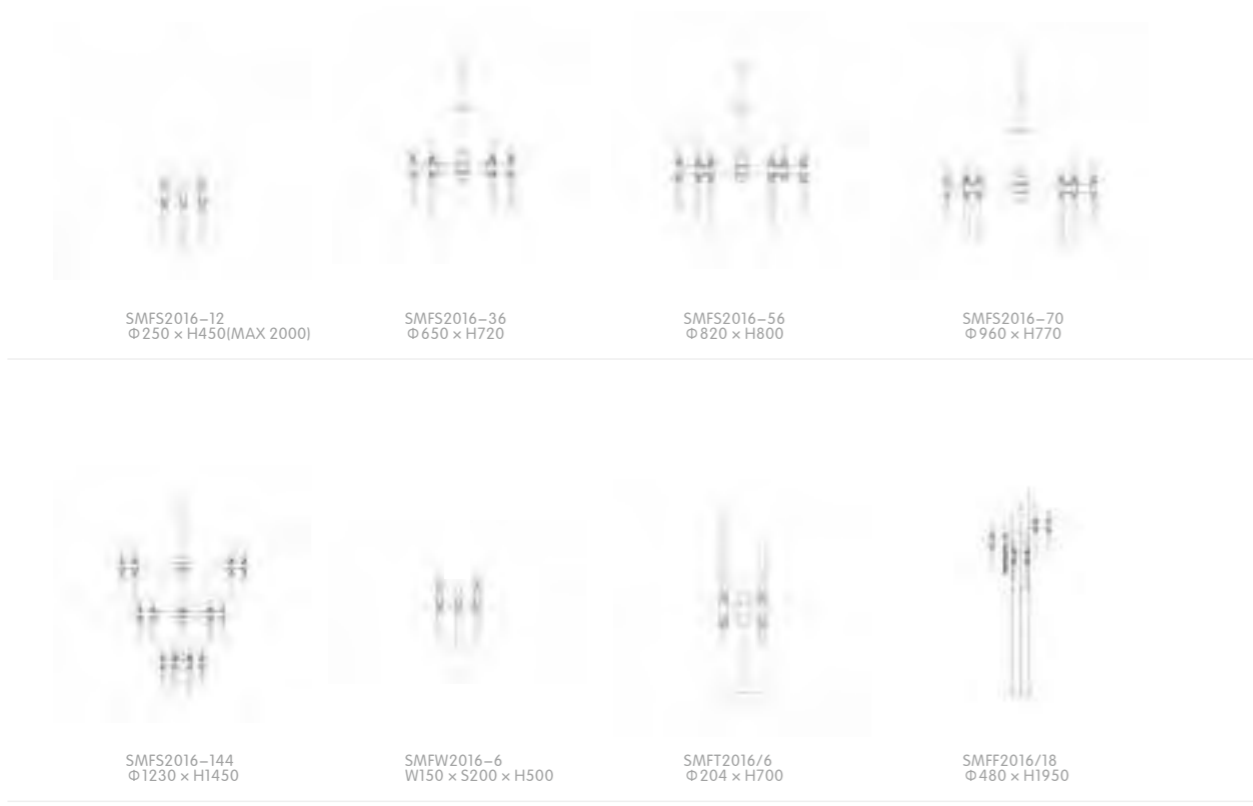 SMFS2016–12
Φ250 × H450(MAX 2000)
SMFS2016–36
Φ650 × H720
SMFS2016–56
Φ820 × H800
SMFS2016–70
Φ960 × H770
SMFS2016–144
Φ1230 × H1450
SMFW2016–6
W150 × S200 × H500
SMFT2016/6
Φ204 × H700
SMFF2016/18
Φ480 × H1950